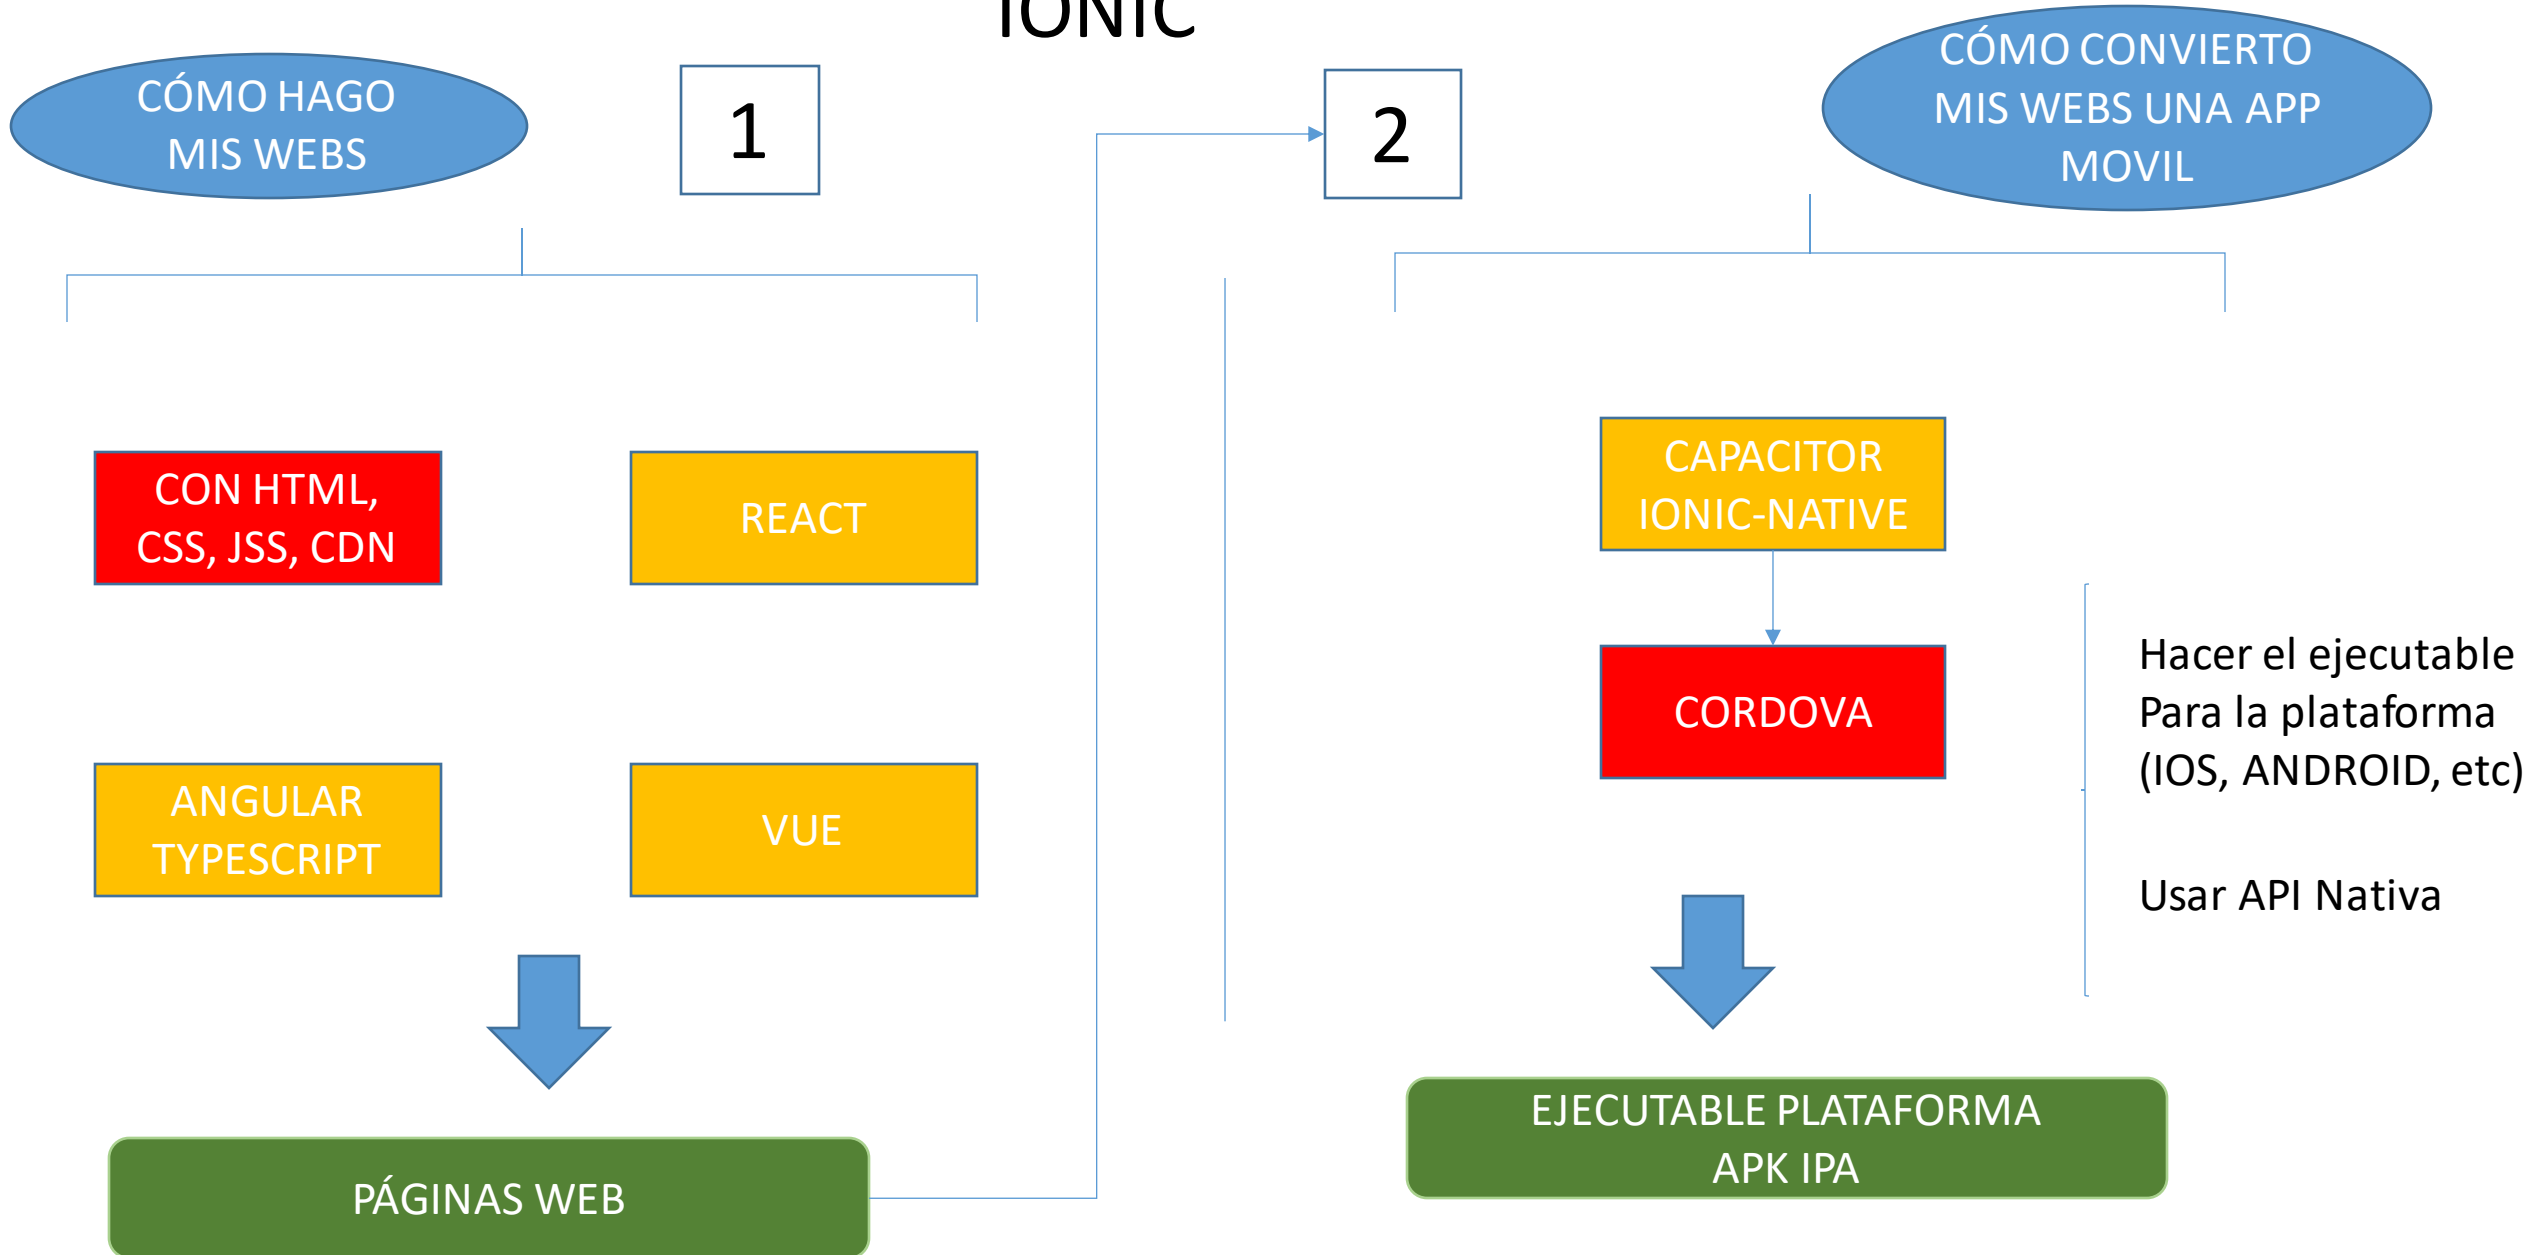 IONIC
CÓMO HAGO
MIS WEBS
1
CON HTML,
CSS, JSS, CDN
REACT
ANGULAR
TYPESCRIPT
VUE
PÁGINAS WEB
2
CÓMO CONVIERTO
MIS WEBS UNA APP
MOVIL
CAPACITOR
IONIC-NATIVE
CORDOVA
Hacer el ejecutable
Para la plataforma
(IOS, ANDROID, etc)
Usar API Nativa
EJECUTABLE PLATAFORMA
APK IPA